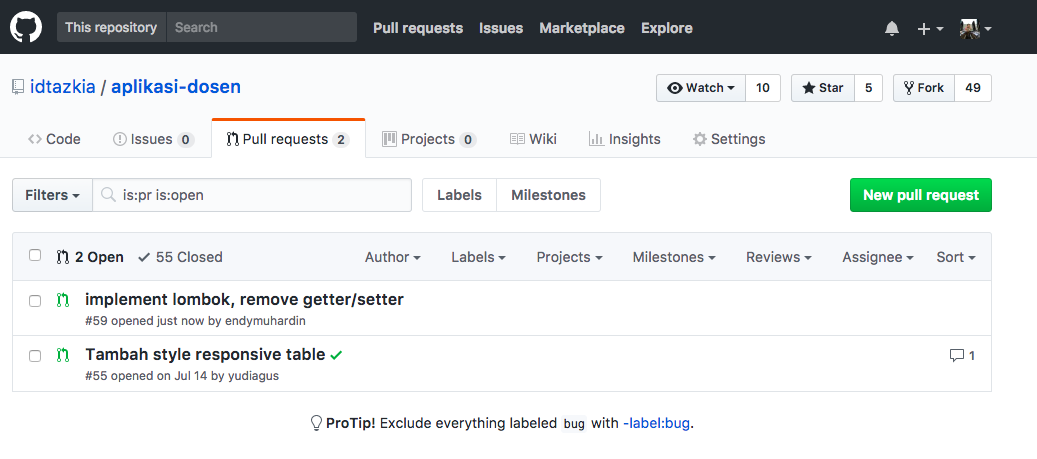 This repository Search Pull requests Issues Marketplace Explore
idtazkia / aplikasi-dosen Watch 10 Star 5 Fork 49
Code Issues 0 Pull requests 2 Projects 0 Wiki Insights Settings
Filters is:pr is:open Labels Milestones New pull request
2 Open 55 Closed Author Labels Projects Milestones Reviews Assignee Sort
implement lombok, remove getter/setter
#59 opened just now by endymuhardin
Tambah style responsive table 1
#55 opened on Jul 14 by yudiagus
ProTip! Exclude everything labeled bug with -label:bug.